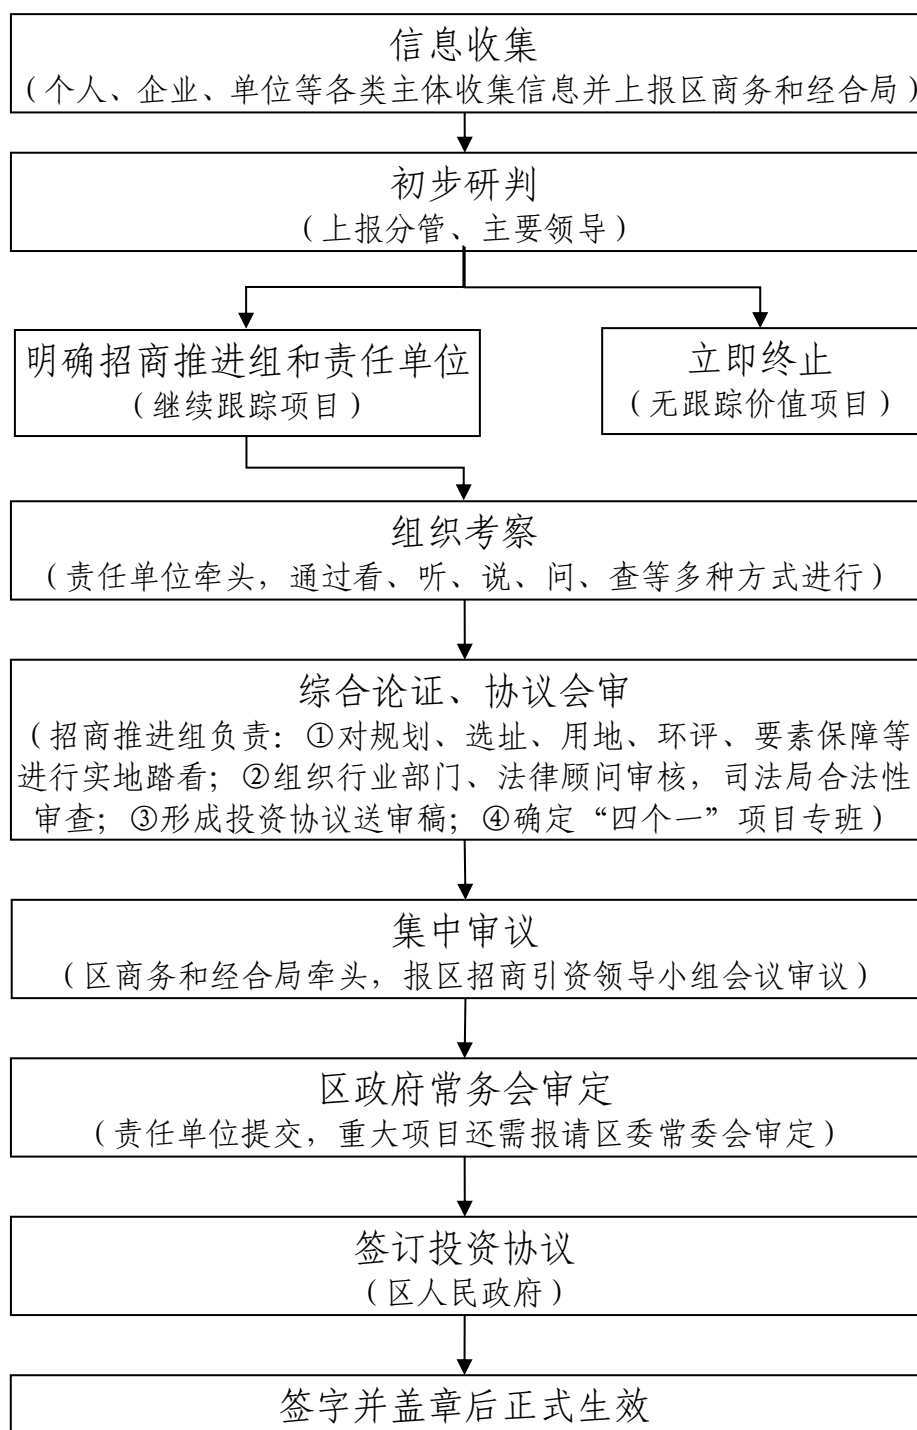 信息收集
（个人、企业、单位等各类主体收集信息并上报区商务和经合局）
初步研判
（上报分管、主要领导）
明确招商推进组和责任单位
（继续跟踪项目）
立即终止
（无跟踪价值项目）
组织考察
（责任单位牵头，通过看、听、说、问、查等多种方式进行）
综合论证、协议会审
（招商推进组负责：①对规划、选址、用地、环评、要素保障等
进行实地踏看；②组织行业部门、法律顾问审核，司法局合法性
审查；③形成投资协议送审稿；④确定“四个一”项目专班）
集中审议
（区商务和经合局牵头，报区招商引资领导小组会议审议）
区政府常务会审定
（责任单位提交，重大项目还需报请区委常委会审定）
签订投资协议
（区人民政府）
签字并盖章后正式生效